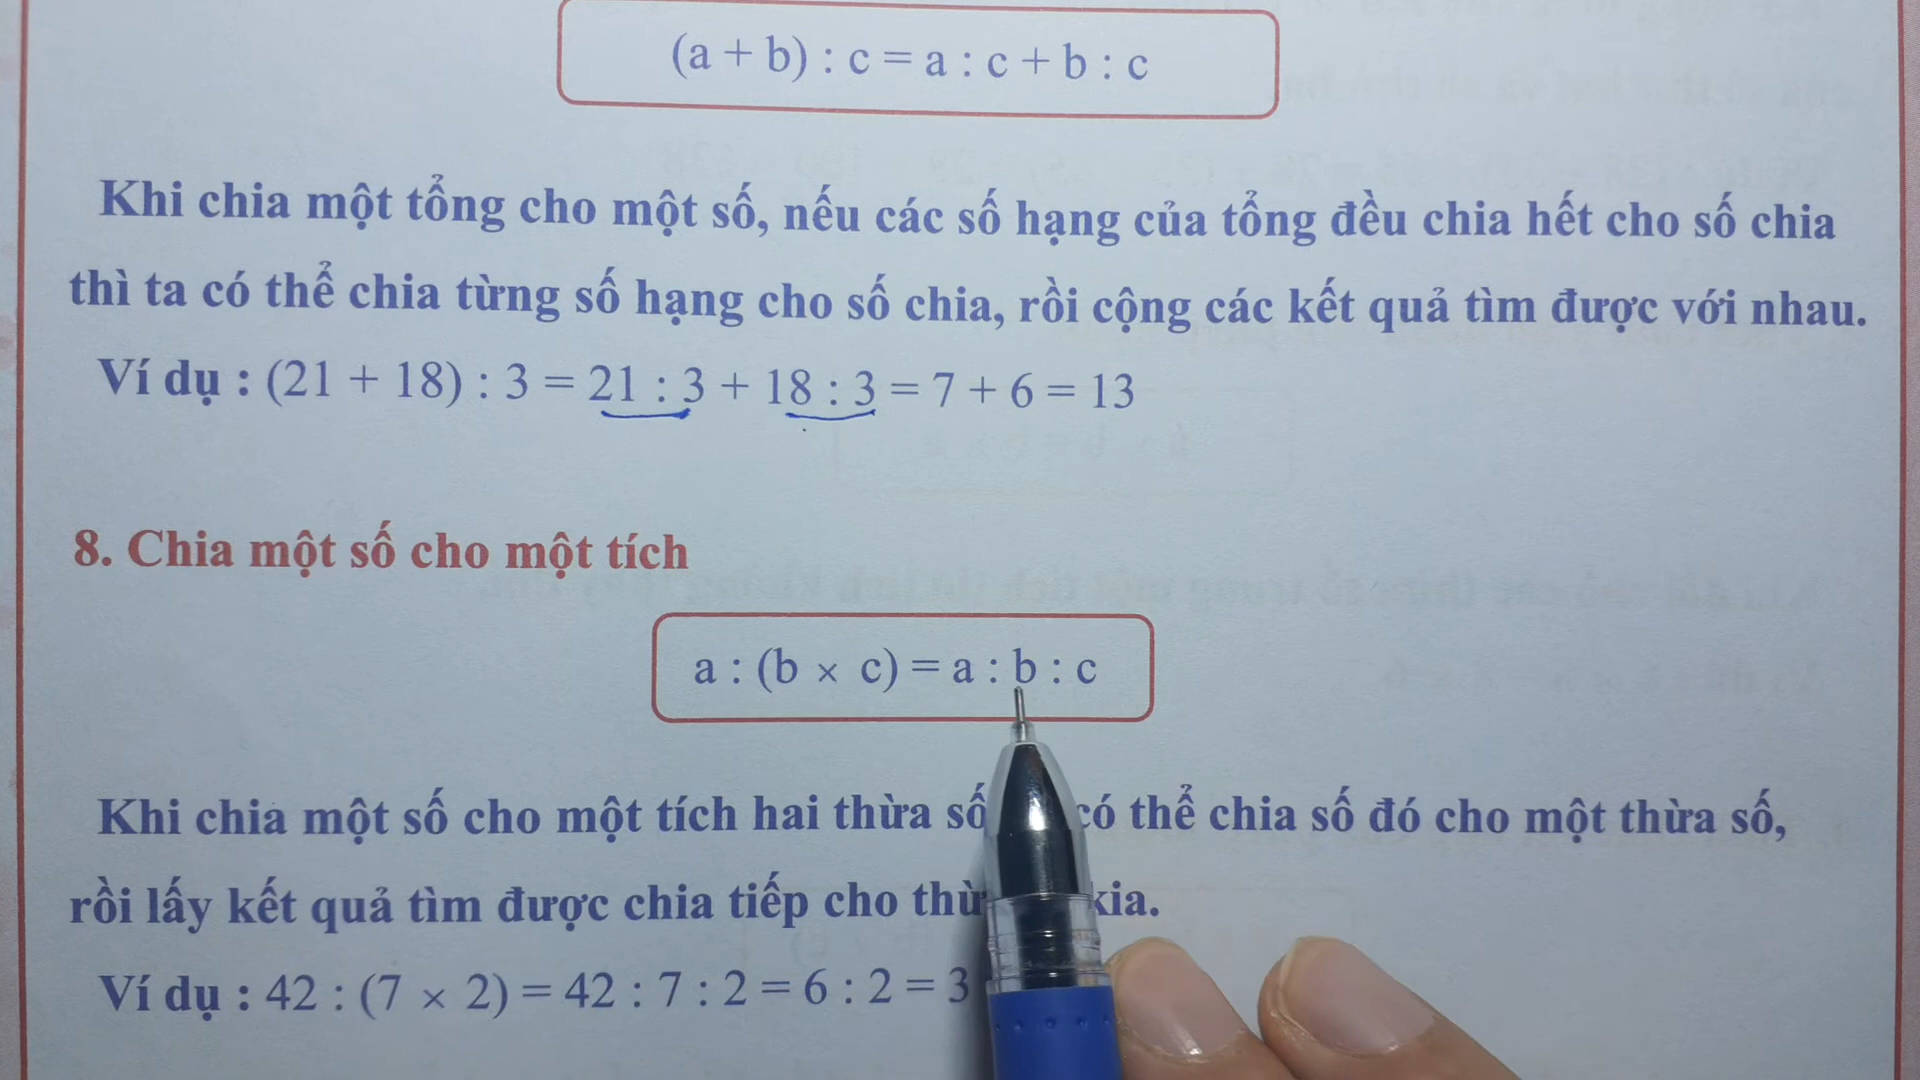 (a + b) : c = a : c + b : c
Khi chia một tổng cho một số, nếu các số hạng của tổng đều chia hết cho số chia
thì ta có thể chia từng số hạng cho số chia, rồi cộng các kết quả tìm được với nhau.
Ví dụ : (21 + 18) : 3 = 21 : 3 + 18 : 3 = 7 + 6 = 13
8. Chia một số cho một tích
a : (b × c) = a : b : c
Khi chia một số cho một tích hai thừa số có thể chia số đó cho một thừa số,
rồi lấy kết quả tìm được chia tiếp cho kia.
Ví dụ : 42 : (7 × 2) = 42 : 7 : 2 = 6 : 2 = 3